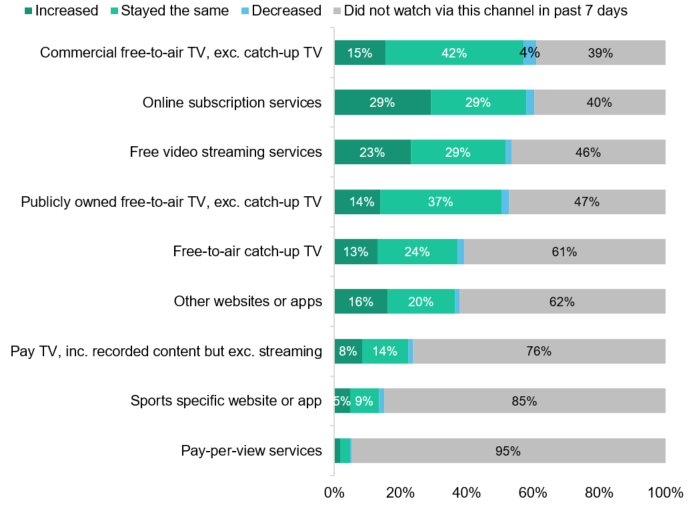 Increased Stayed the same Decreased Did not watch via this channel in past 7 days
Commercial free-to-air TV, exc. catch-up TV 15% 42% 4% 39%
Online subscription services 29% 29% 40%
Free video streaming services 23% 29% 46%
Publicly owned free-to-air TV, exc. catch-up TV 14% 37% 47%
Free-to-air catch-up TV 13% 24% 61%
Other websites or apps 16% 20% 62%
Pay TV, inc. recorded content but exc. streaming 8% 14% 76%
Sports specific website or app 5% 9% 85%
Pay-per-view services 95%
0% 20% 40% 60% 80% 100%